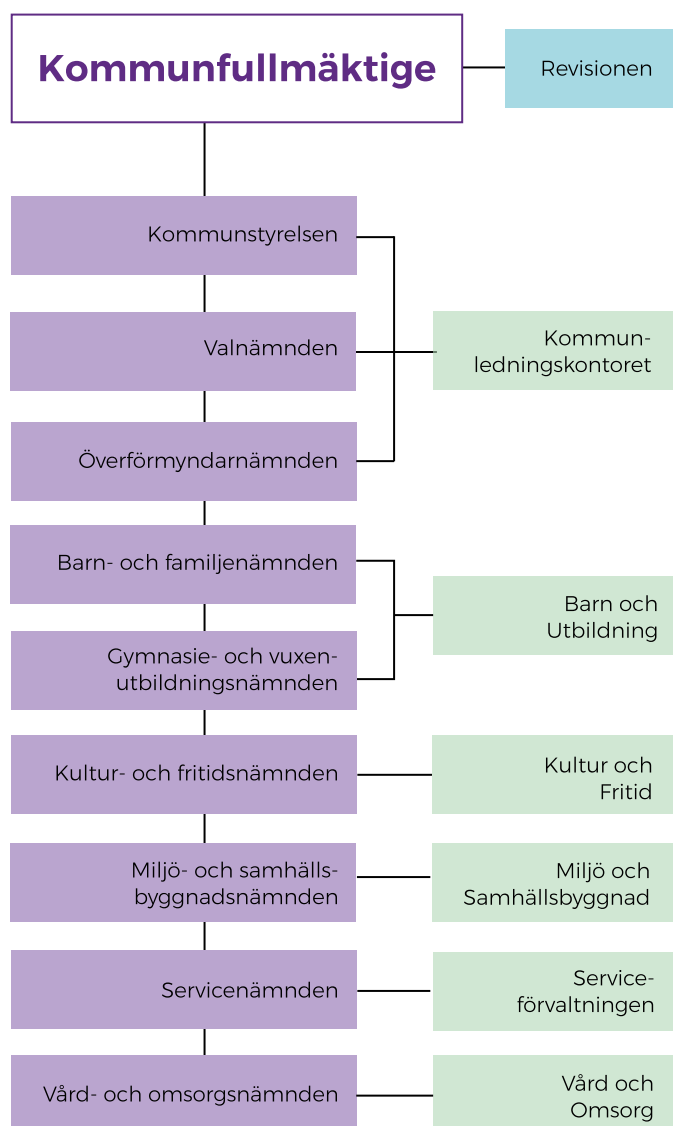 Kommunfullmäktige
Revisionen
Kommunstyrelsen
Valnämnden
Kommun-
ledningskontoret
Överförmyndarnämnden
Barn- och familjenämnden
Barn och
Utbildning
Gymnasie- och vuxen-
utbildningsnämnden
Kultur- och fritidsnämnden
Kultur och
Fritid
Miljö- och samhälls-
byggnadsnämnden
Miljö och
Samhällsbyggnad
Servicenämnden
Service-
förvaltningen
Vård- och omsorgsnämnden
Vård och
Omsorg